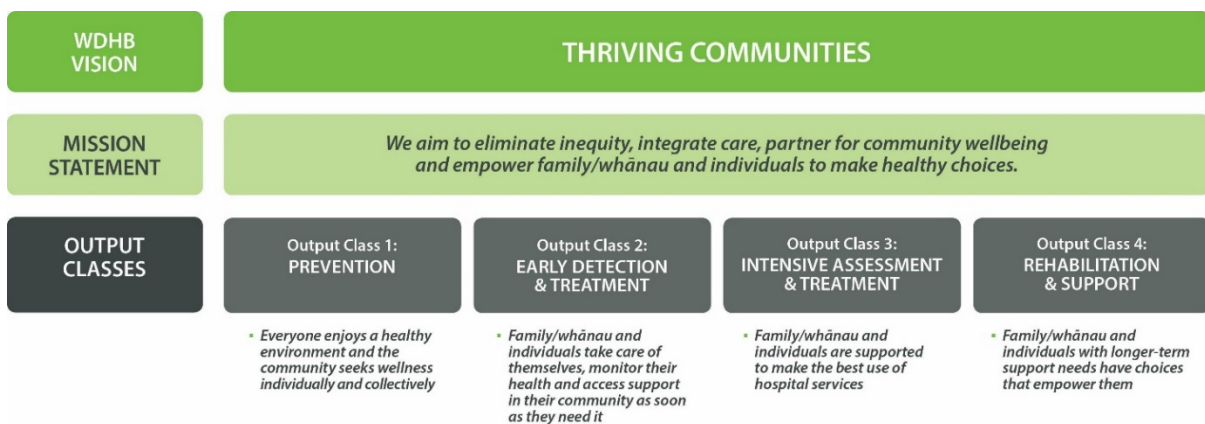 WDHB
VISION
THRIVING COMMUNITIES
MISSION
STATEMENT
We aim to eliminate inequity, integrate care, partner for community wellbeing
and empower family/whānau and individuals to make healthy choices.
OUTPUT
CLASSES
Output Class 1:
PREVENTION
Output Class 2:
EARLY DETECTION
& TREATMENT
Output Class 3:
INTENSIVE ASSESSMENT
& TREATMENT
Output Class 4:
REHABILITATION
& SUPPORT
▪ Everyone enjoys a healthy
environment and the
community seeks wellness
individually and collectively
▪ Family/whānau and
individuals take care of
themselves, monitor their
health and access support
in their community as soon
as they need it
▪ Family/whānau and
individuals are supported
to make the best use of
hospital services
▪ Family/whānau and
individuals with longer-term
support needs have choices
that empower them